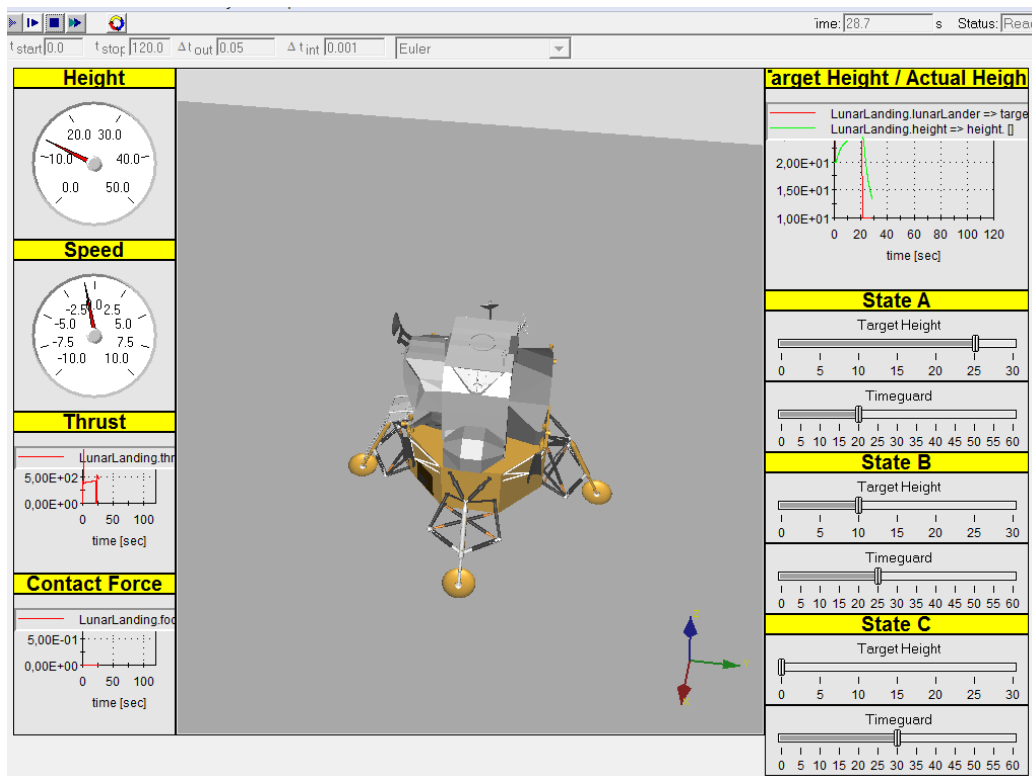 ime: 28.7 s Status: Read
t start 0.0 t stop 120.0 Δt out 0.05 Δt int 0.001 Euler
Height
20.0 30.0
10.0 40.0
0.0 50.0
Speed
-2.5 0.0 2.5
-5.0 5.0
-7.5 7.5
-10.0 10.0
Thrust
LunarLanding.thr
5,00E+02
0,00E+00
0 50 100
time [sec]
Contact Force
LunarLanding.foo
5,00E-01
0,00E+00
0 50 100
time [sec]
Target Height / Actual Heigh
LunarLanding.lunarLander => targe
LunarLanding.height => height. []
2,00E+01
1,50E+01
1,00E+01
0 20 40 60 80 100 120
time [sec]
State A
Target Height
0 5 10 15 20 25 30
Timeguard
0 5 10 15 20 25 30 35 40 45 50 55 60
State B
Target Height
0 5 10 15 20 25 30
Timeguard
0 5 10 15 20 25 30 35 40 45 50 55 60
State C
Target Height
0 5 10 15 20 25 30
Timeguard
0 5 10 15 20 25 30 35 40 45 50 55 60